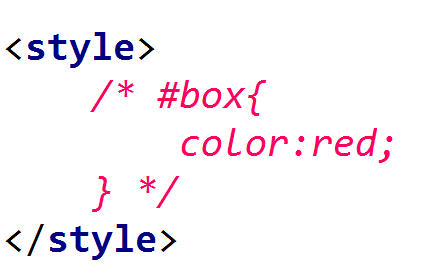 <style>
/* #box{
color:red;
} */
</style>